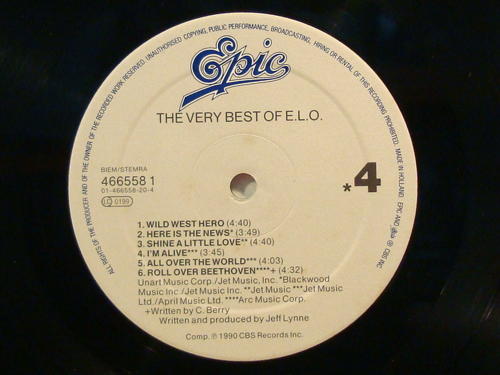 ALL RIGHTS OF THE PRODUCER AND OF THE OWNER OF THE RECORDED WORK RESERVED. UNAUTHORISED COPYING, PUBLIC PERFORMANCE, BROADCASTING, HIRING OR RENTAL OF THIS RECORDING PROHIBITED. MADE IN HOLLAND. EPIC AND ® CBS INC.
Epic
THE VERY BEST OF E.L.O.
BIEM/STEMRA
466558 1
01-466558-20-4
LC 0199
*4
1. WILD WEST HERO (4:40)
2. HERE IS THE NEWS* (3:49)
3. SHINE A LITTLE LOVE** (4:40)
4. I'M ALIVE*** (3:45)
5. ALL OVER THE WORLD*** (4:03)
6. ROLL OVER BEETHOVEN****+ (4:32)
Unart Music Corp./Jet Music, Inc. *Blackwood
Music Inc /Jet Music Inc. **Jet Music ***Jet Music
Ltd./April Music Ltd. ****Arc Music Corp.
+Written by C. Berry
Written and produced by Jeff Lynne
Comp. ℗ 1990 CBS Records Inc.